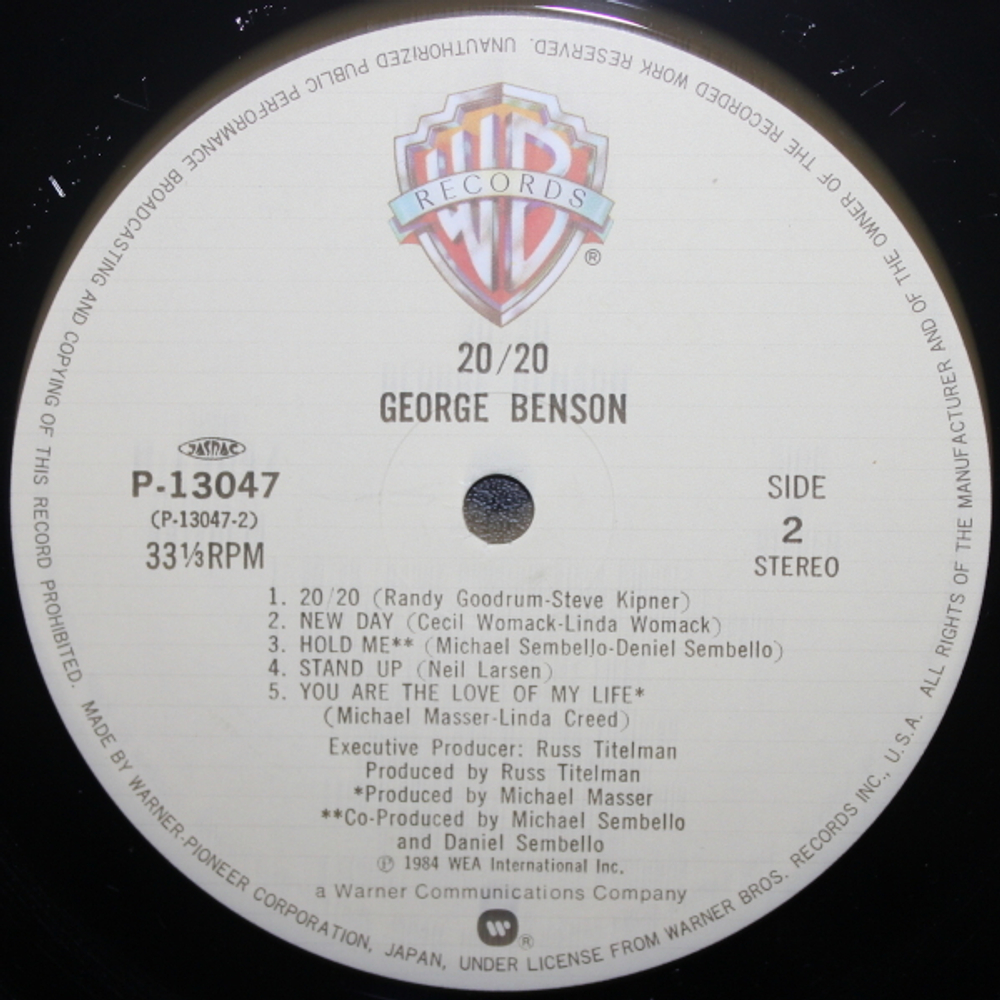 WB
RECORDS
®
20/20
GEORGE BENSON
JASRAC
P-13047
(P-13047-2)
33⅓RPM
SIDE
2
STEREO
1. 20/20 (Randy Goodrum-Steve Kipner)
2. NEW DAY (Cecil Womack-Linda Womack)
3. HOLD ME** (Michael Sembello-Deniel Sembello)
4. STAND UP (Neil Larsen)
5. YOU ARE THE LOVE OF MY LIFE*
(Michael Masser-Linda Creed)
Executive Producer: Russ Titelman
Produced by Russ Titelman
*Produced by Michael Masser
**Co-Produced by Michael Sembello
and Daniel Sembello
℗ 1984 WEA International Inc.
a Warner Communications Company
®
MADE BY WARNER-PIONEER CORPORATION, JAPAN, UNDER LICENSE FROM WARNER BROS. RECORDS INC., U.S.A. ALL RIGHTS OF THE MANUFACTURER AND OF THE OWNER OF THE RECORDED WORK RESERVED. UNAUTHORIZED PUBLIC PERFORMANCE BROADCASTING AND COPYING OF THIS RECORD PROHIBITED.